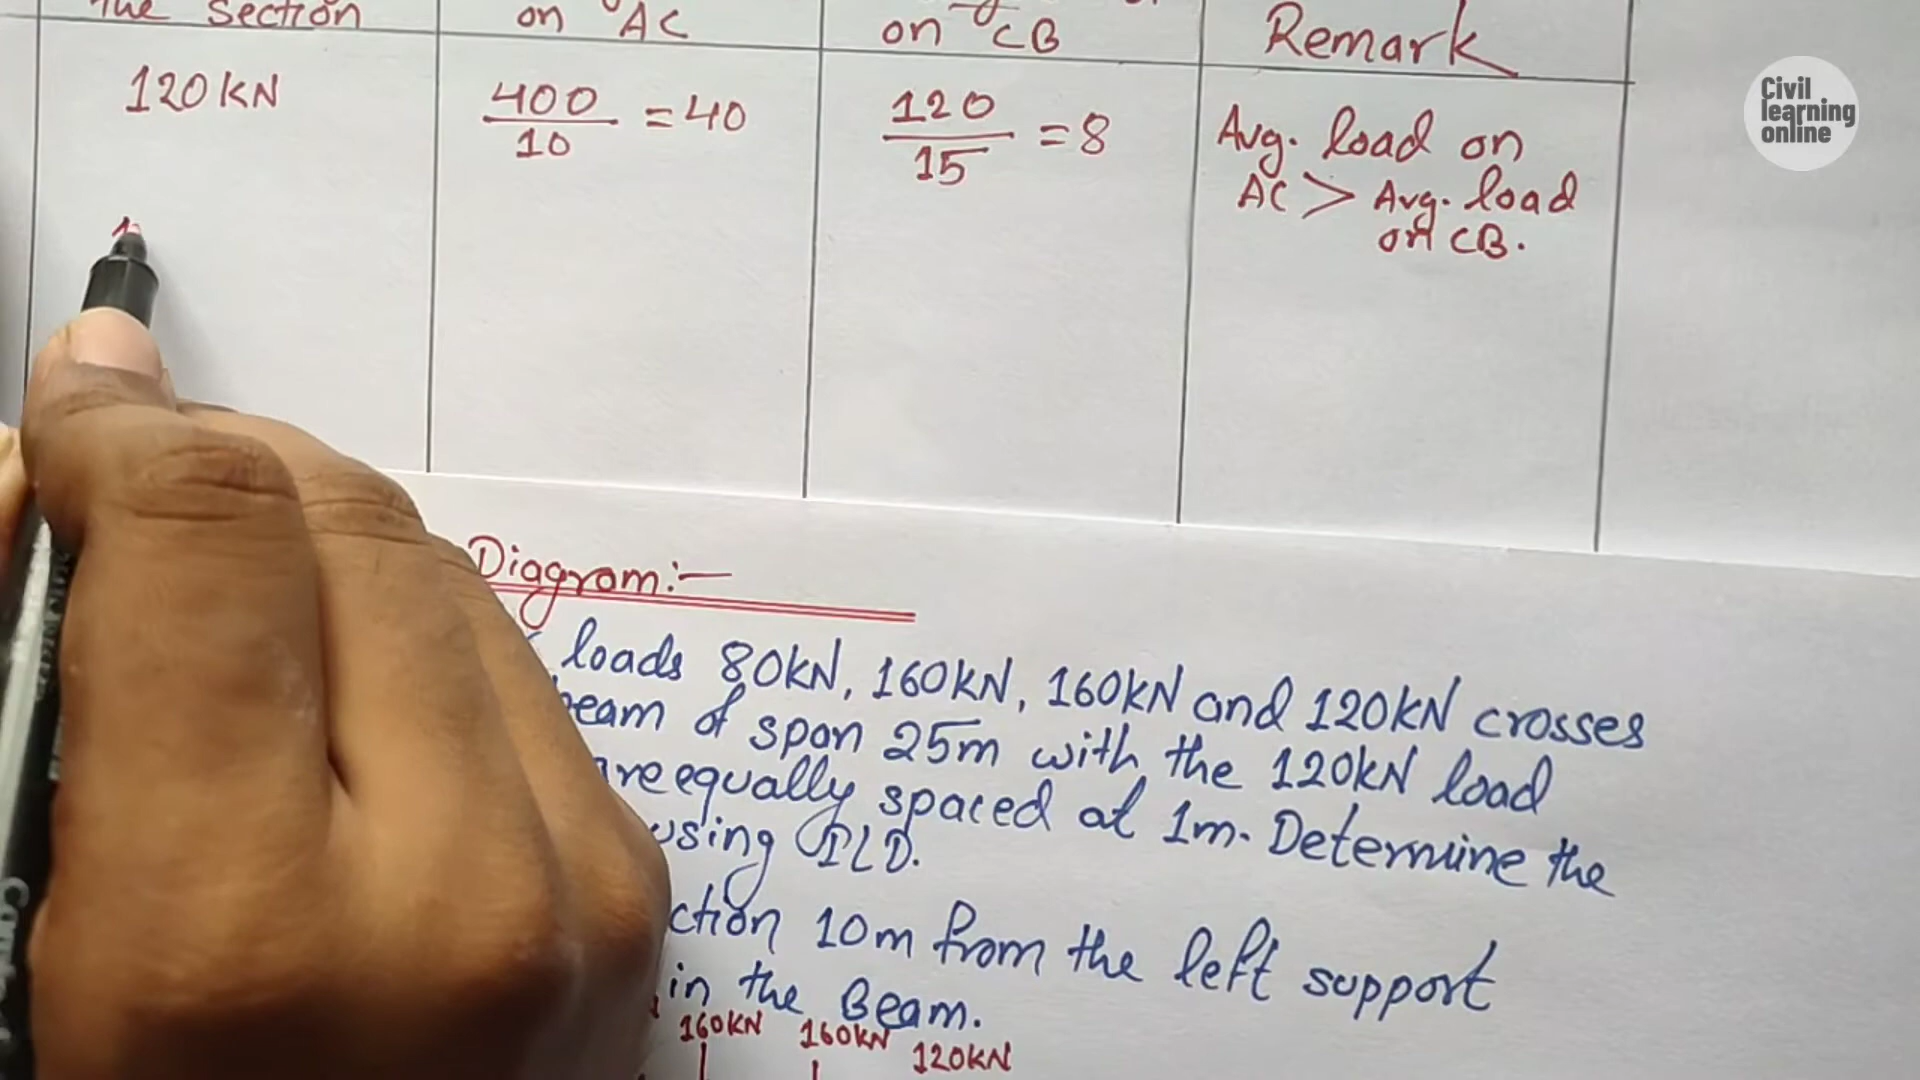 the section
on AC
on CB
Remark
120KN
400
10
=40
120
15
=8
Avg. load on
AC > Avg. load
on CB.
Diagram:-
loads 80KN, 160KN, 160KN and 120KN crosses
beam of span 25m with the 120KN load
are equally spaced at 1m. Determine the
using ILD.
10m from the left support
in the Beam.
160KN 160KN 120KN
Civil
learning
online